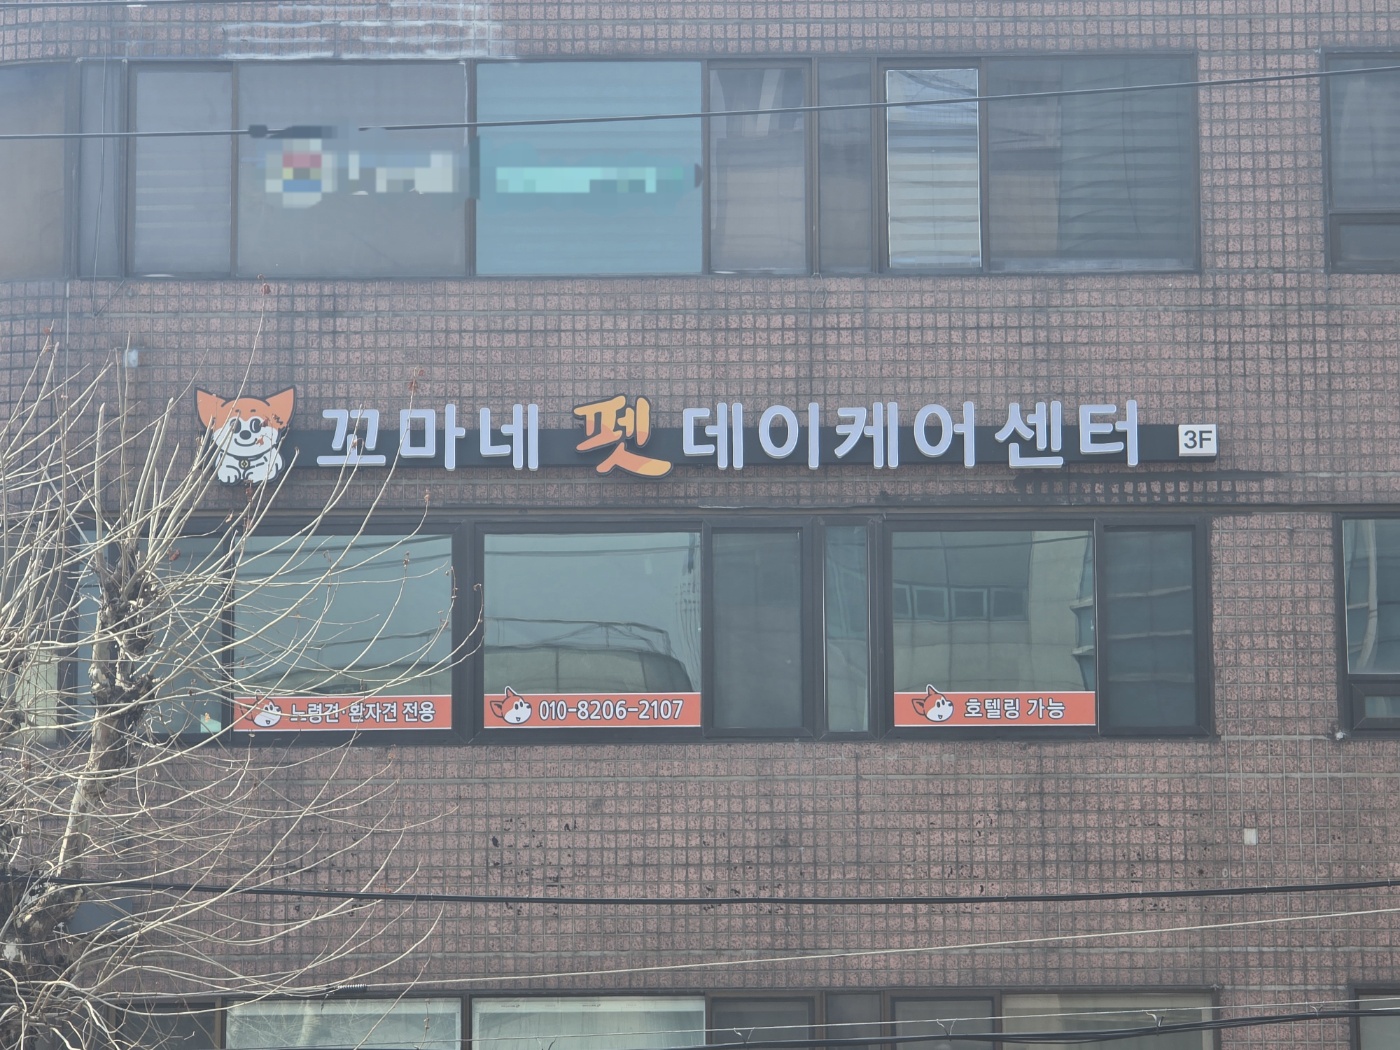 꼬마네 펫 데이케어 센터 3F
노령견·환자견 전용
010-8206-2107
호텔링 가능